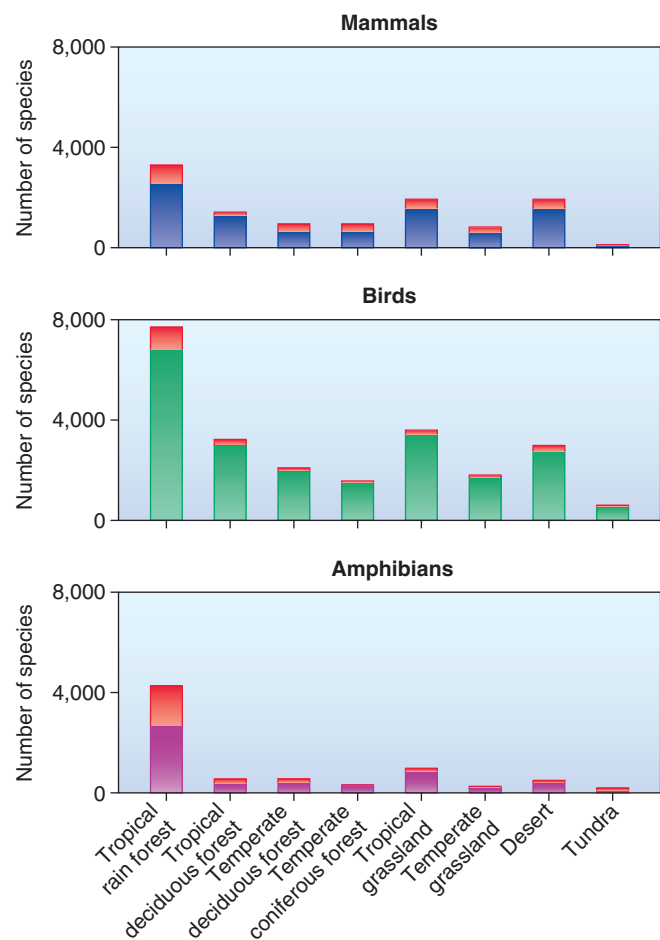 Mammals
8,000
4,000
0
Number of species
Birds
8,000
4,000
0
Number of species
Amphibians
8,000
4,000
0
Number of species
Tropical
rain forest
Tropical
deciduous forest
Temperate
deciduous forest
Temperate
coniferous forest
Tropical
grassland
Temperate
grassland
Desert
Tundra